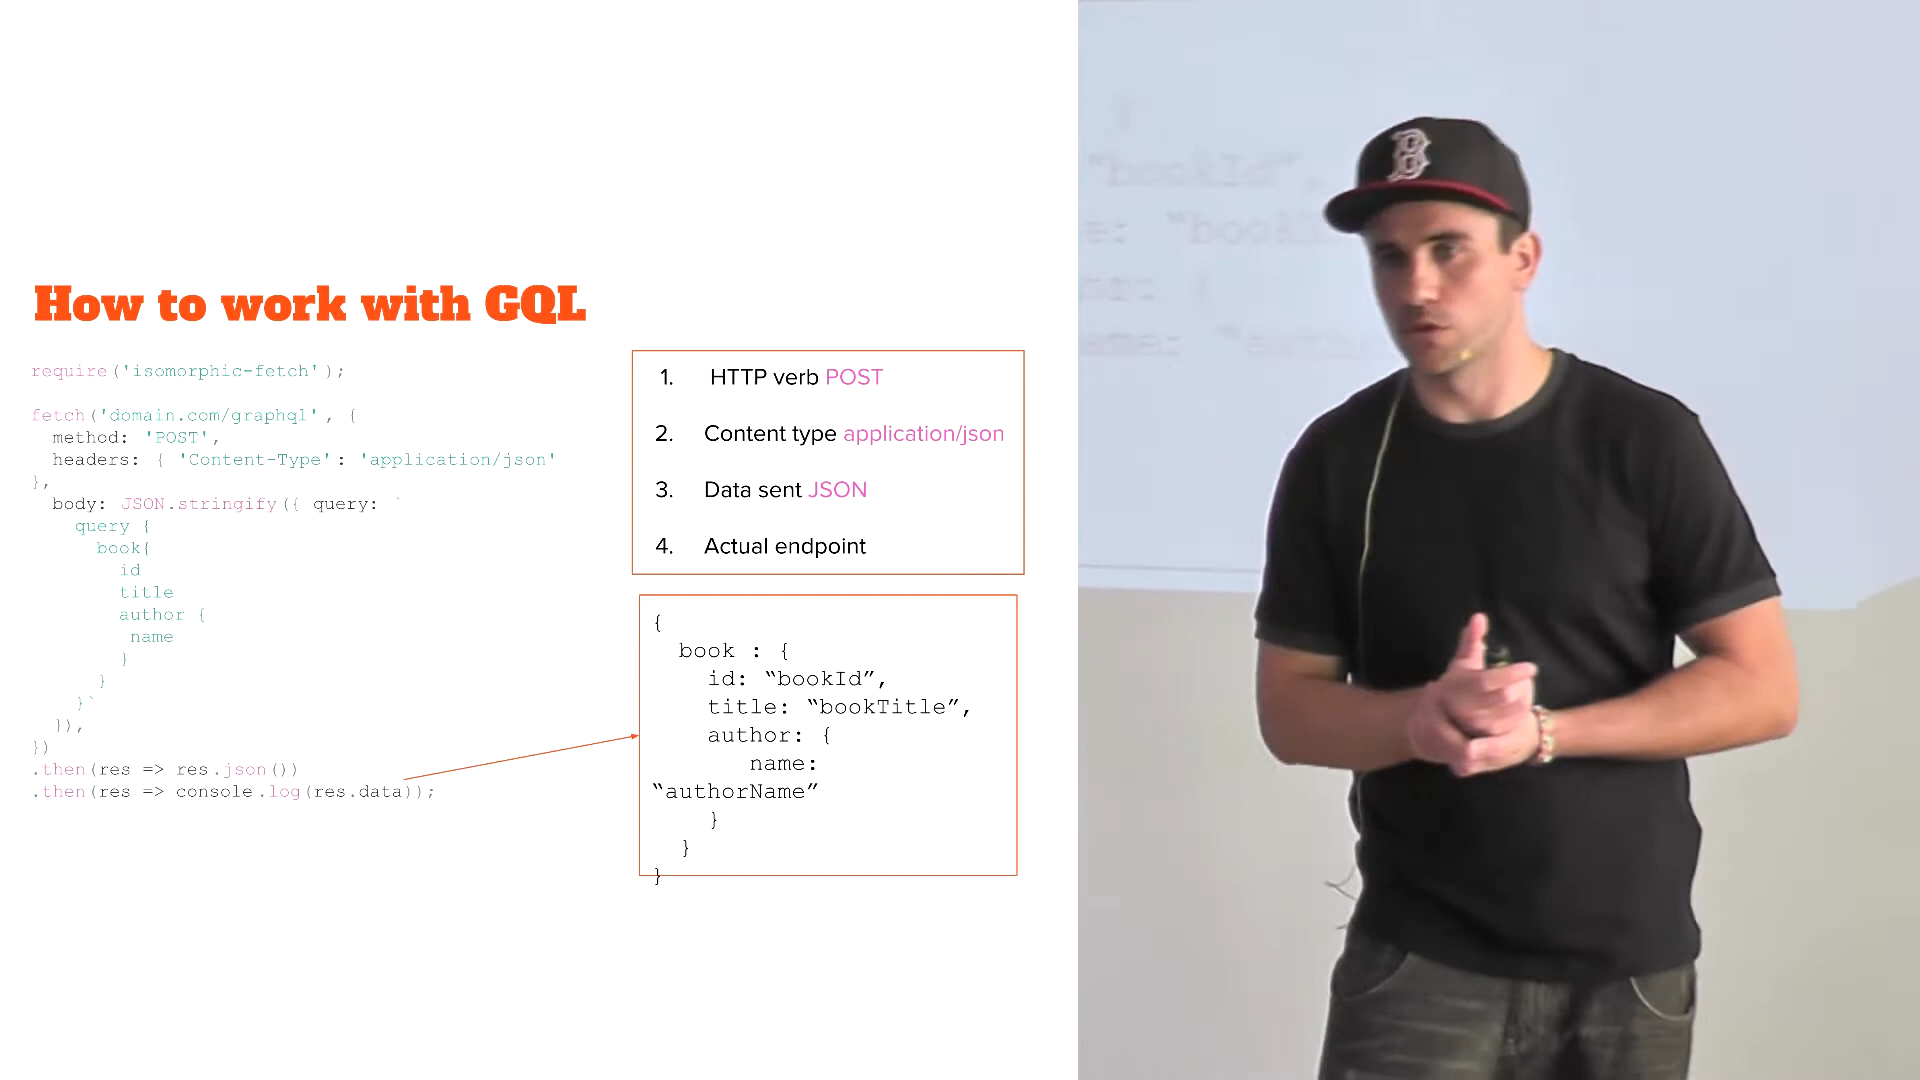 How to work with GQL
require('isomorphic-fetch');
fetch('domain.com/graphql', {
  method: 'POST',
  headers: { 'Content-Type': 'application/json'
},
  body: JSON.stringify({ query: `
    query {
      book{
        id
        title
        author {
         name
        }
      }
    }`
  }),
})
.then(res => res.json())
.then(res => console.log(res.data));
1. HTTP verb POST
2. Content type application/json
3. Data sent JSON
4. Actual endpoint
{
  book : {
    id: “bookId”,
    title: “bookTitle”,
    author: {
       name:
“authorName”
    }
  }
}
{
"bookId",
B